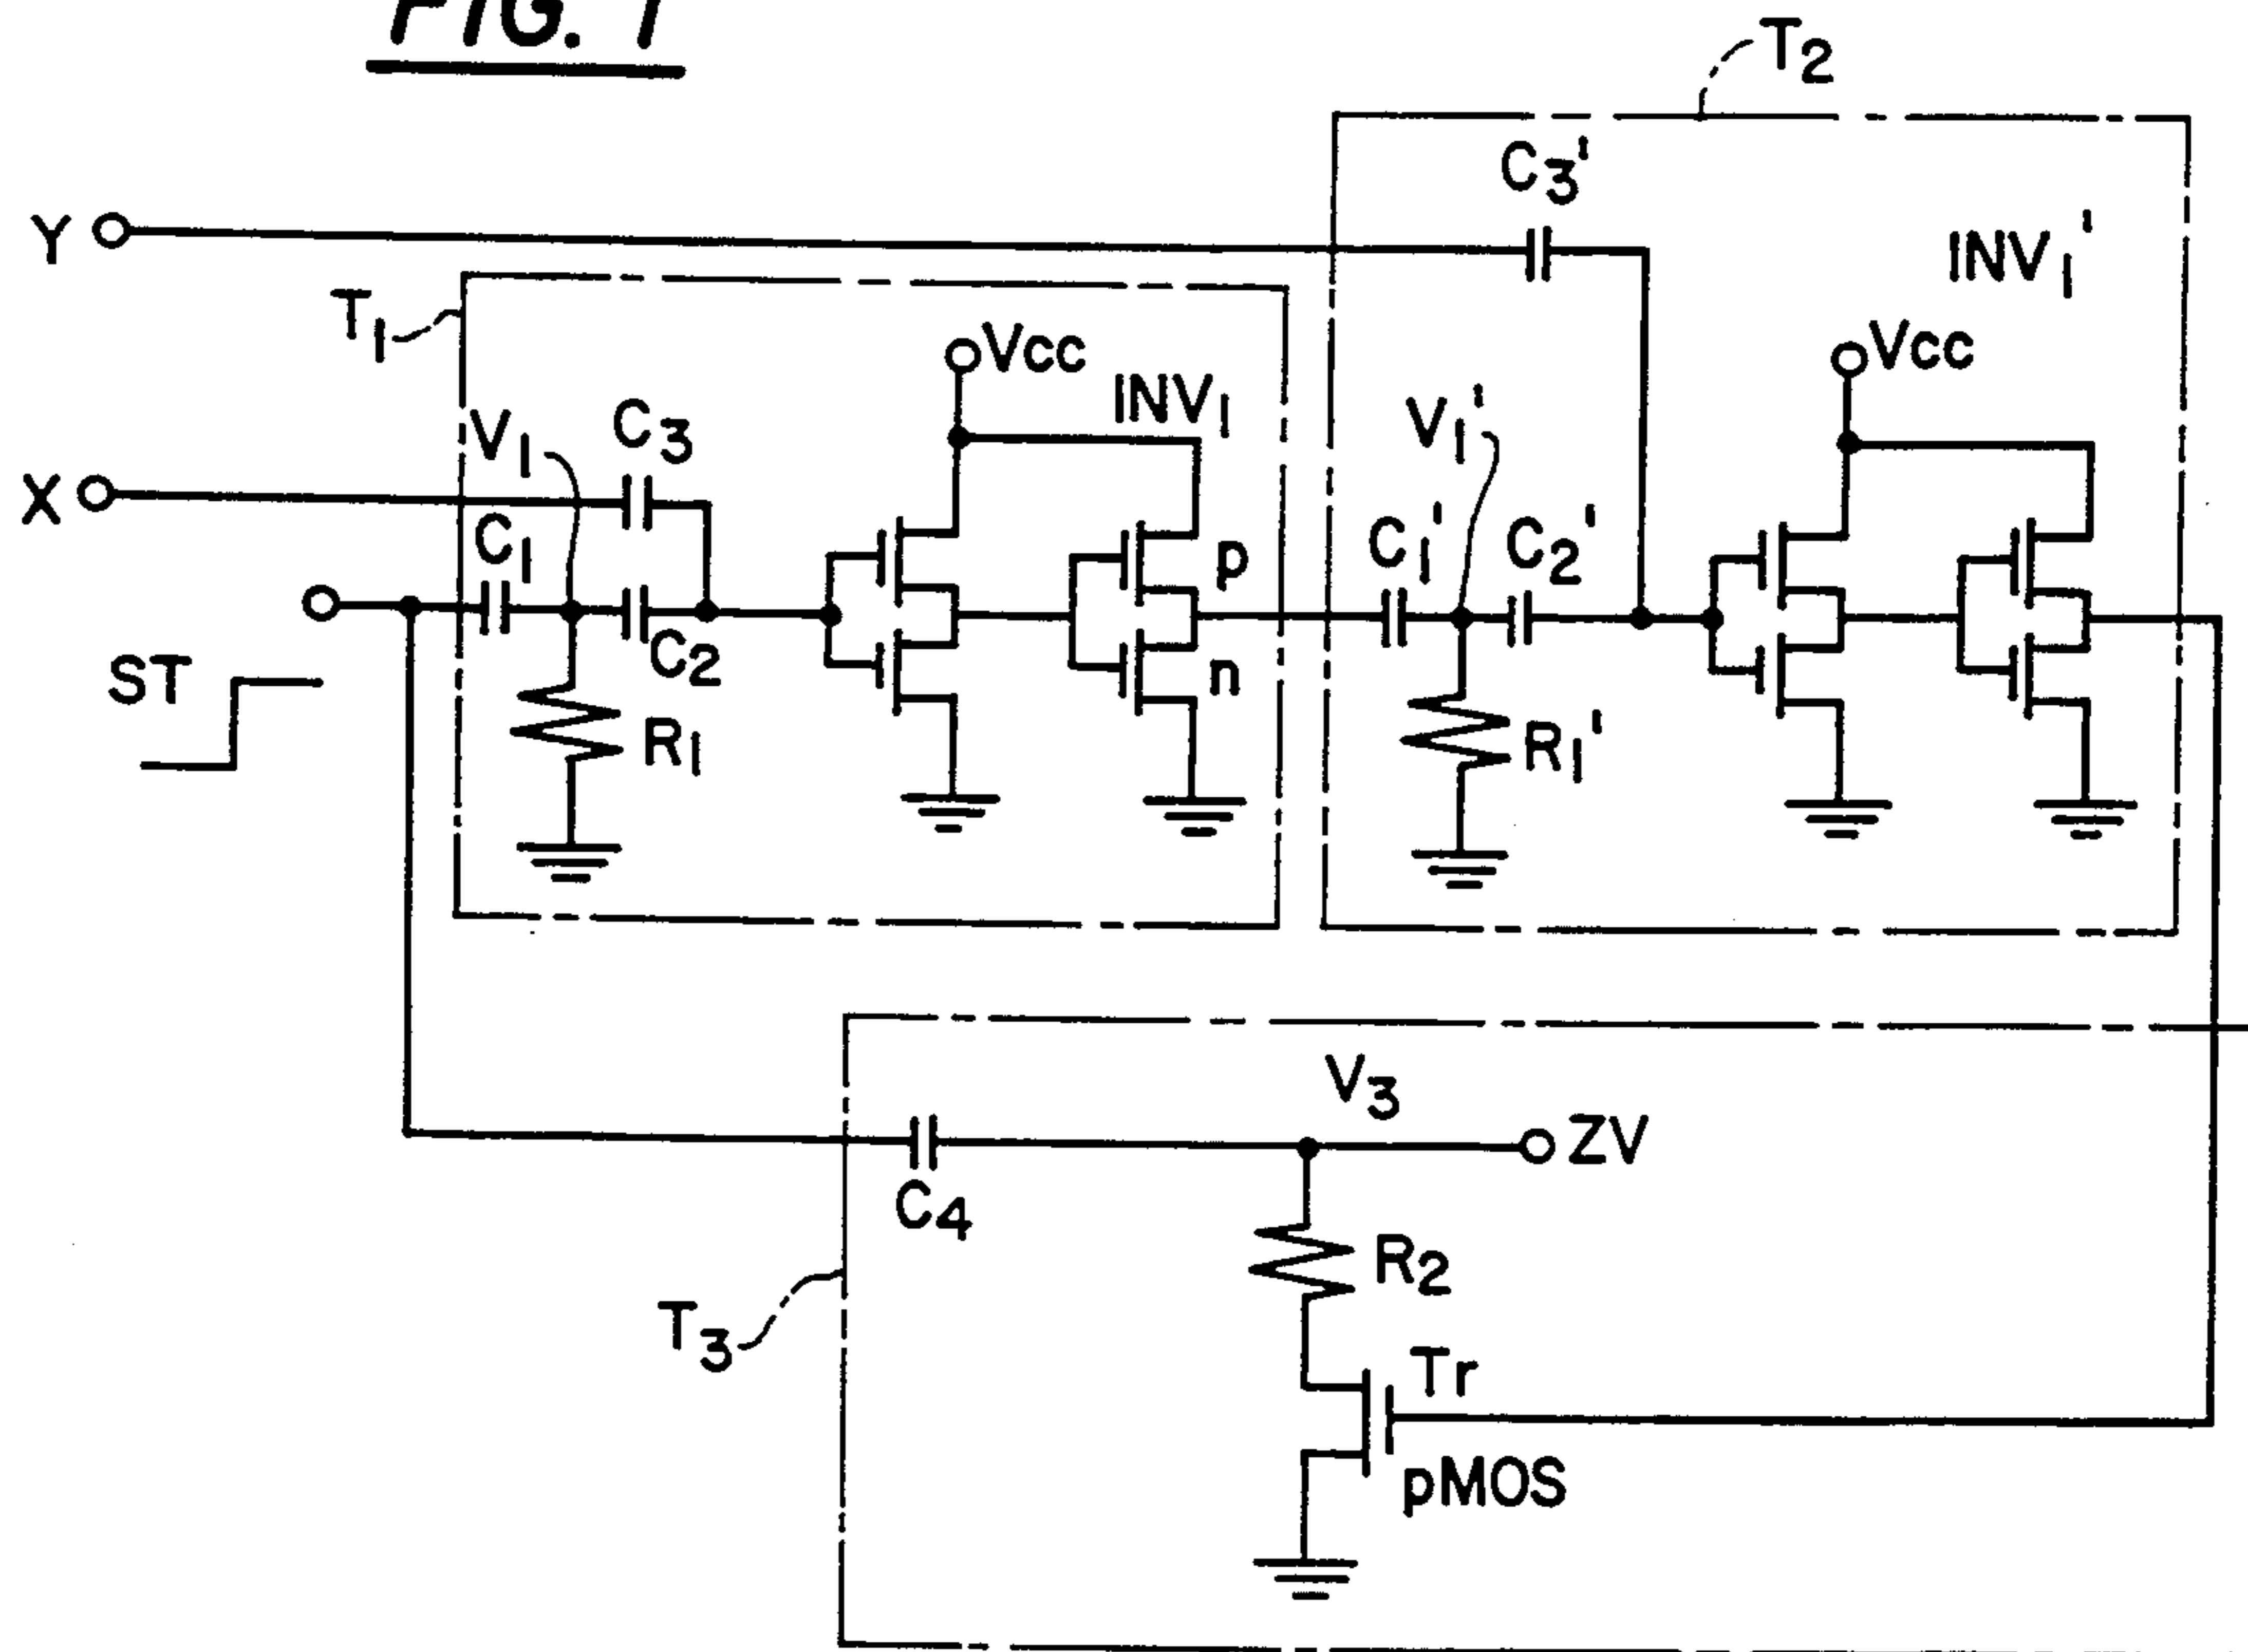 FIG. 1
T2
C3'
Y
INV1'
T1
Vcc
Vcc
INV1
V1
C3
V1'
X
C1
C1'
C2'
p
C2
n
ST
R1
R1'
V3
ZV
C4
R2
T3
Tr
pMOS